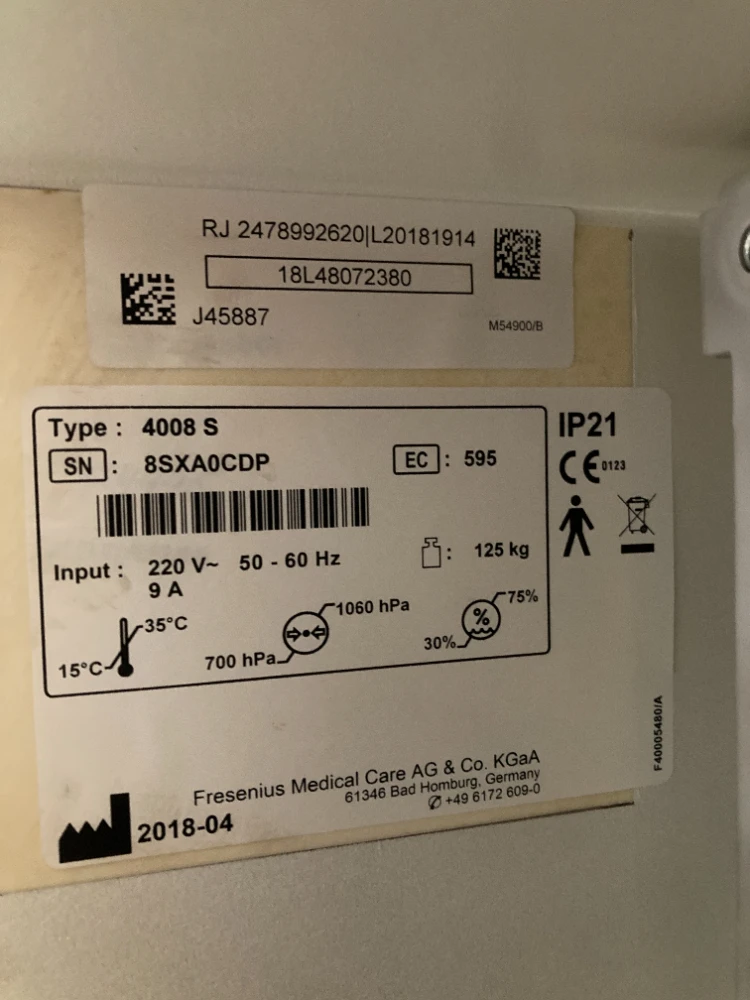 RJ 2478992620|L20181914
18L48072380
J45887
M54900/B
Type : 4008 S
SN : 8SXA0CDP
EC : 595
Input : 220 V~ 50 - 60 Hz
9 A
: 125 kg
15°C 35°C
700 hPa 1060 hPa
30% % 75%
IP21
CE 0123
F40005480/A
Fresenius Medical Care AG & Co. KGaA
61346 Bad Homburg, Germany
✆ +49 6172 609-0
2018-04